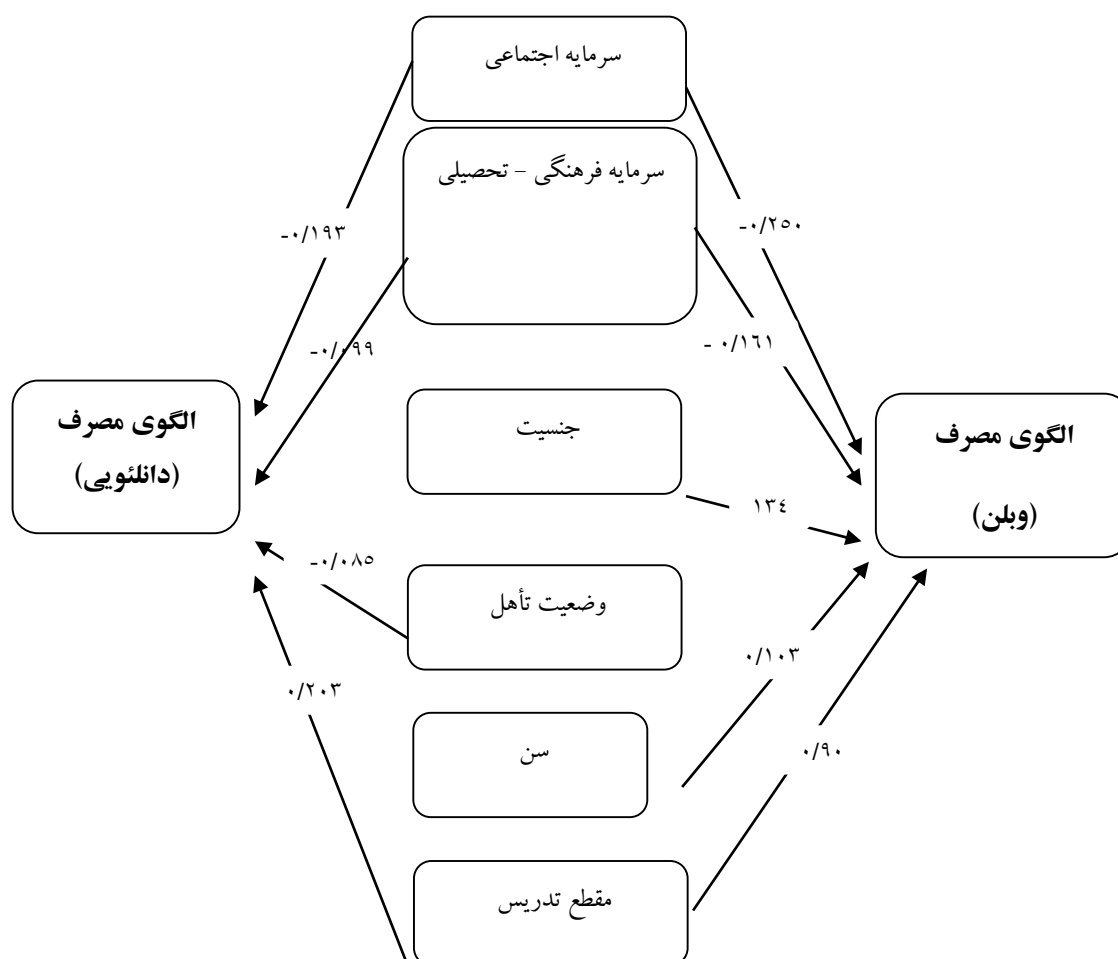 سرمایه اجتماعی
سرمایه فرهنگی – تحصیلی
-۰/۱۹۳
-۰/۲۵۰
-۰/۰۹۹
- ۰/۱۶۱
الگوی مصرف
(دانلئویی)
جنسیت
الگوی مصرف
(وبلن)
۱۳۴
-۰/۰۸۵
وضعیت تأهل
۰/۲۰۳
۰/۱۰۳
سن
۰/۹۰
مقطع تدریس